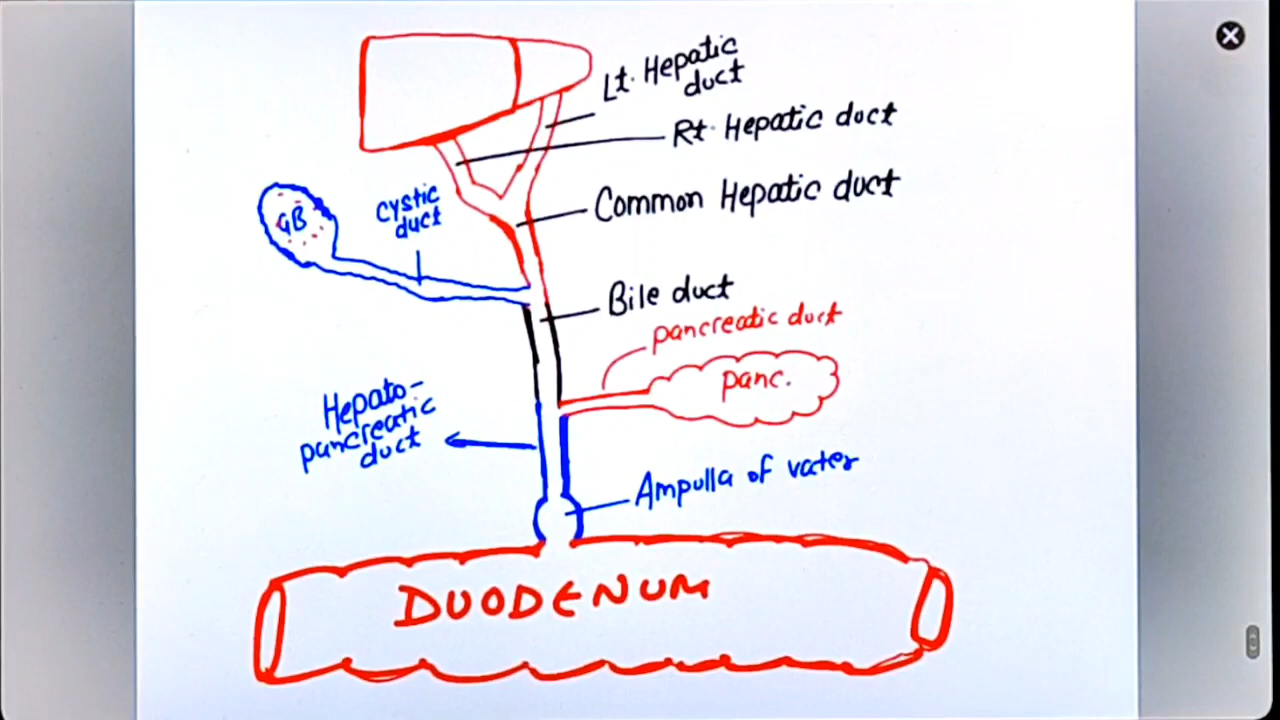 Lt. Hepatic
duct
Rt. Hepatic duct
Common Hepatic duct
Cystic
duct
GB
Bile duct
pancreatic duct
panc.
Hepato-
pancreatic
duct
Ampulla of vater
DUODENUM